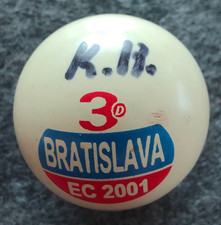 K.H.
3D
BRATISLAVA
EC 2001